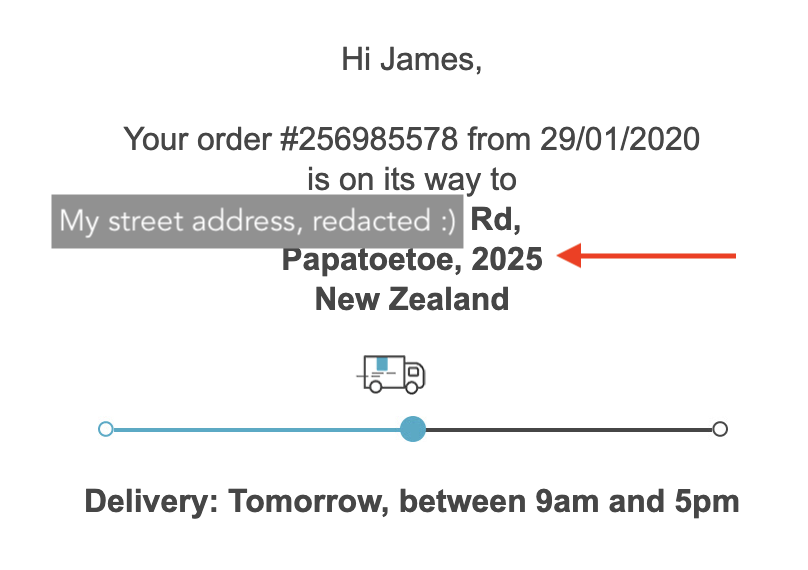 Hi James,
Your order #256985578 from 29/01/2020
is on its way to
My street address, redacted :) Rd,
Papatoetoe, 2025
New Zealand
Delivery: Tomorrow, between 9am and 5pm